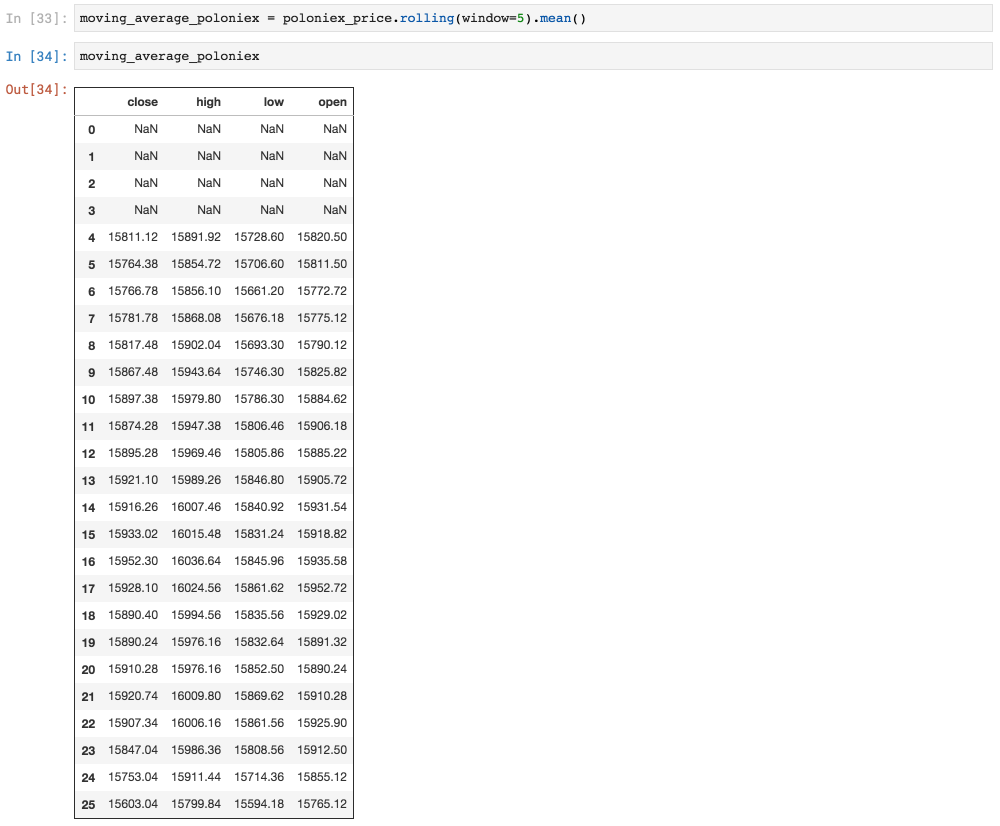 In [33]: moving_average_poloniex = poloniex_price.rolling(window=5).mean()
In [34]: moving_average_poloniex
Out[34]:
close high low open
0 NaN NaN NaN NaN
1 NaN NaN NaN NaN
2 NaN NaN NaN NaN
3 NaN NaN NaN NaN
4 15811.12 15891.92 15728.60 15820.50
5 15764.38 15854.72 15706.60 15811.50
6 15766.78 15856.10 15661.20 15772.72
7 15781.78 15868.08 15676.18 15775.12
8 15817.48 15902.04 15693.30 15790.12
9 15867.48 15943.64 15746.30 15825.82
10 15897.38 15979.80 15786.30 15884.62
11 15874.28 15947.38 15806.46 15906.18
12 15895.28 15969.46 15805.86 15885.22
13 15921.10 15989.26 15846.80 15905.72
14 15916.26 16007.46 15840.92 15931.54
15 15933.02 16015.48 15831.24 15918.82
16 15952.30 16036.64 15845.96 15935.58
17 15928.10 16024.56 15861.62 15952.72
18 15890.40 15994.56 15835.56 15929.02
19 15890.24 15976.16 15832.64 15891.32
20 15910.28 15976.16 15852.50 15890.24
21 15920.74 16009.80 15869.62 15910.28
22 15907.34 16006.16 15861.56 15925.90
23 15847.04 15986.36 15808.56 15912.50
24 15753.04 15911.44 15714.36 15855.12
25 15603.04 15799.84 15594.18 15765.12